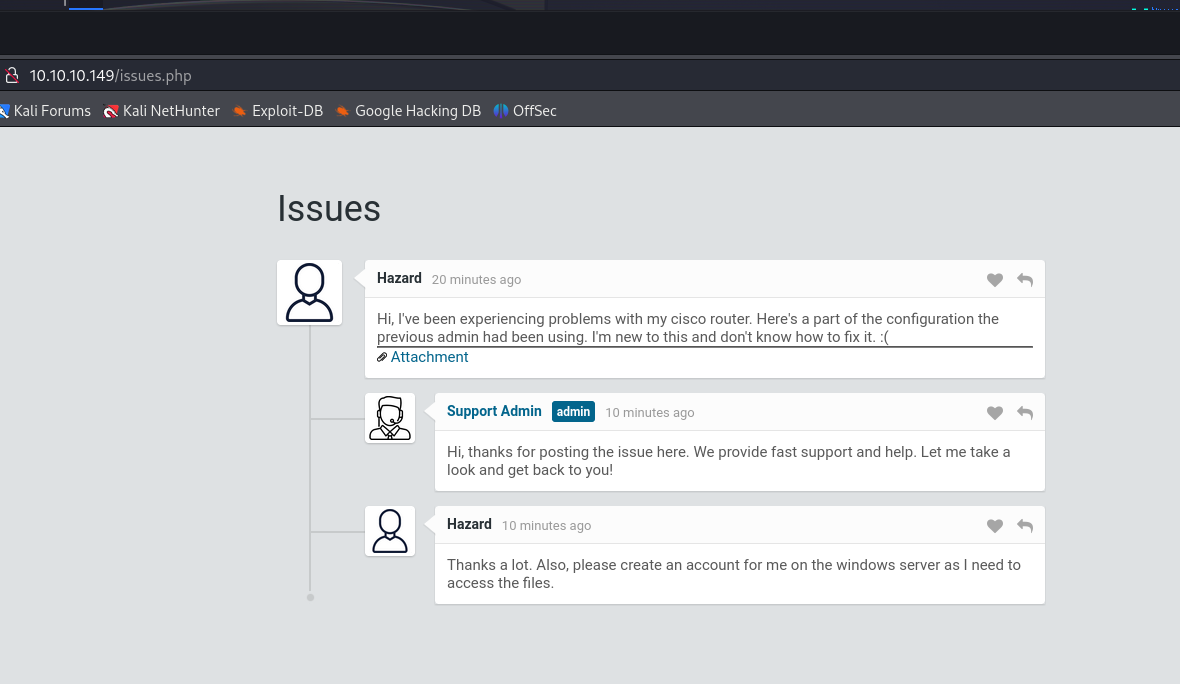 10.10.10.149/issues.php
Kali Forums Kali NetHunter Exploit-DB Google Hacking DB OffSec
Issues
Hazard 20 minutes ago
Hi, I've been experiencing problems with my cisco router. Here's a part of the configuration the
previous admin had been using. I'm new to this and don't know how to fix it. :(
Attachment
Support Admin admin 10 minutes ago
Hi, thanks for posting the issue here. We provide fast support and help. Let me take a
look and get back to you!
Hazard 10 minutes ago
Thanks a lot. Also, please create an account for me on the windows server as I need to
access the files.